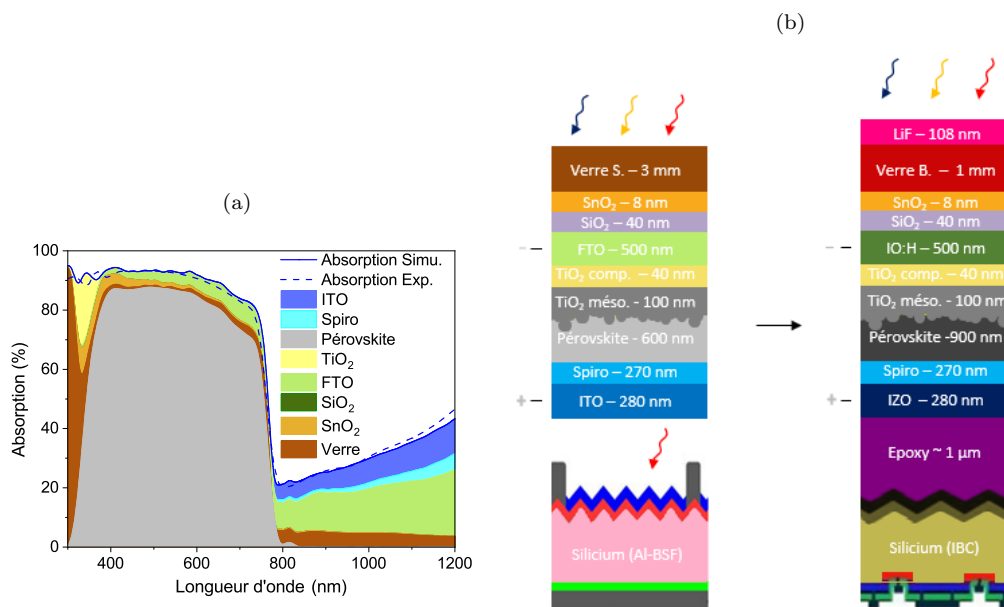 (a)
100
80
60
40
20
0
400
600
800
1000
1200
Absorption (%)
Longueur d'onde (nm)
Absorption Simu.
Absorption Exp.
ITO
Spiro
Pérovskite
TiO₂
FTO
SiO₂
SnO₂
Verre
(b)
Verre S. – 3 mm
SnO₂ – 8 nm
SiO₂ - 40 nm
FTO – 500 nm
TiO₂ comp. – 40 nm
TiO₂ méso. - 100 nm
Pérovskite - 600 nm
Spiro – 270 nm
ITO – 280 nm
Silicium (Al-BSF)
LiF – 108 nm
Verre B. – 1 mm
SnO₂ – 8 nm
SiO₂ - 40 nm
IO:H – 500 nm
TiO₂ comp. – 40 nm
TiO₂ méso. - 100 nm
Pérovskite -900 nm
Spiro – 270 nm
IZO – 280 nm
Epoxy ~ 1 µm
Silicium (IBC)